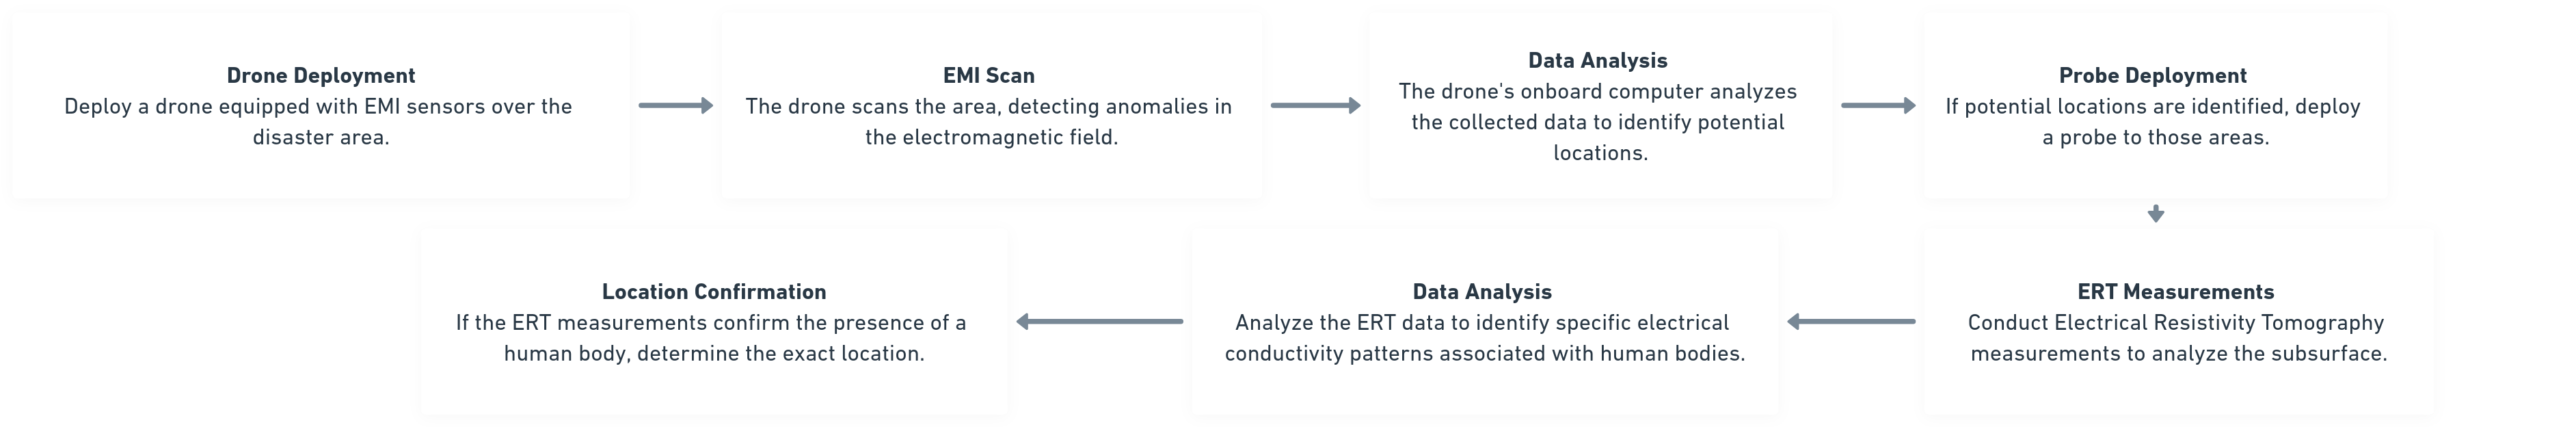 Drone Deployment
Deploy a drone equipped with EMI sensors over the
disaster area.
EMI Scan
The drone scans the area, detecting anomalies in
the electromagnetic field.
Data Analysis
The drone's onboard computer analyzes
the collected data to identify potential
locations.
Probe Deployment
If potential locations are identified, deploy
a probe to those areas.
ERT Measurements
Conduct Electrical Resistivity Tomography
measurements to analyze the subsurface.
Data Analysis
Analyze the ERT data to identify specific electrical
conductivity patterns associated with human bodies.
Location Confirmation
If the ERT measurements confirm the presence of a
human body, determine the exact location.